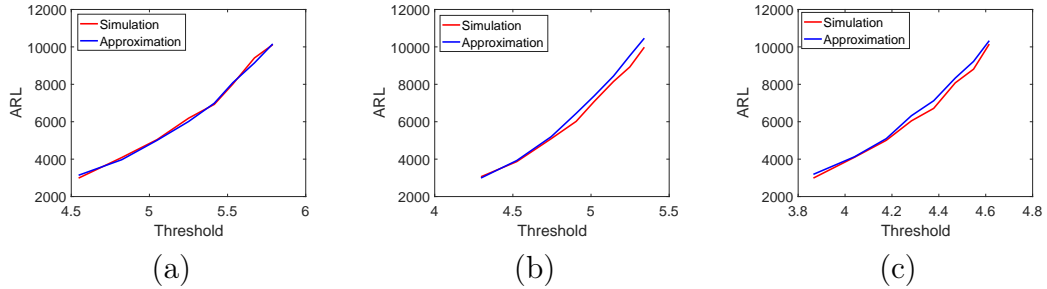 12000
10000
8000
6000
4000
2000
ARL
Simulation
Approximation
4.5 5 5.5 6
Threshold
(a)
12000
10000
8000
6000
4000
2000
ARL
Simulation
Approximation
4 4.5 5 5.5
Threshold
(b)
12000
10000
8000
6000
4000
2000
ARL
Simulation
Approximation
3.8 4 4.2 4.4 4.6 4.8
Threshold
(c)